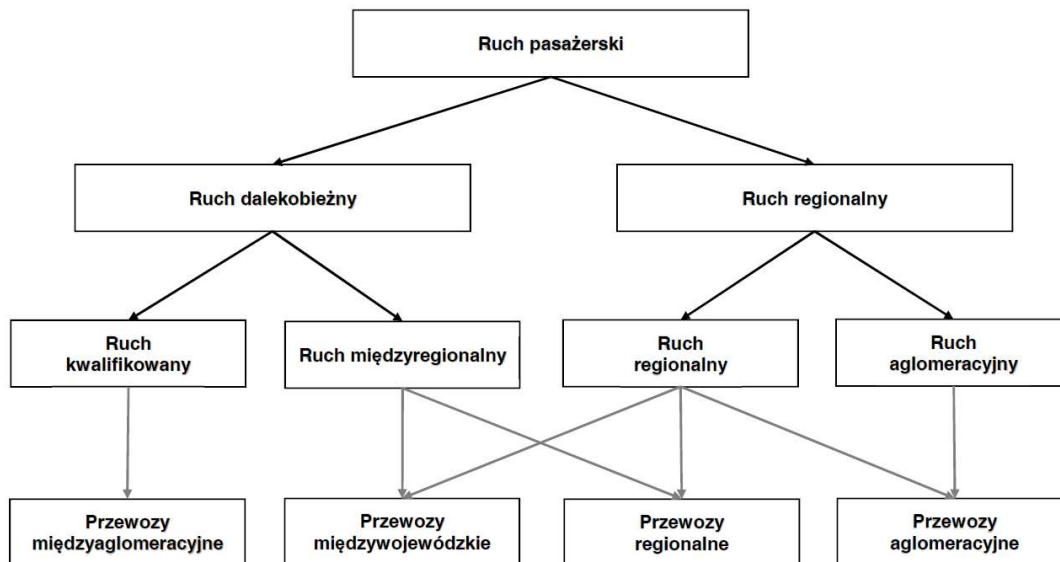 Ruch pasażerski
Ruch dalekobieżny
Ruch regionalny
Ruch
kwalifikowany
Ruch międzyregionalny
Ruch
regionalny
Ruch
aglomeracyjny
Przewozy
międzyaglomeracyjne
Przewozy
międzywojewódzkie
Przewozy
regionalne
Przewozy
aglomeracyjne